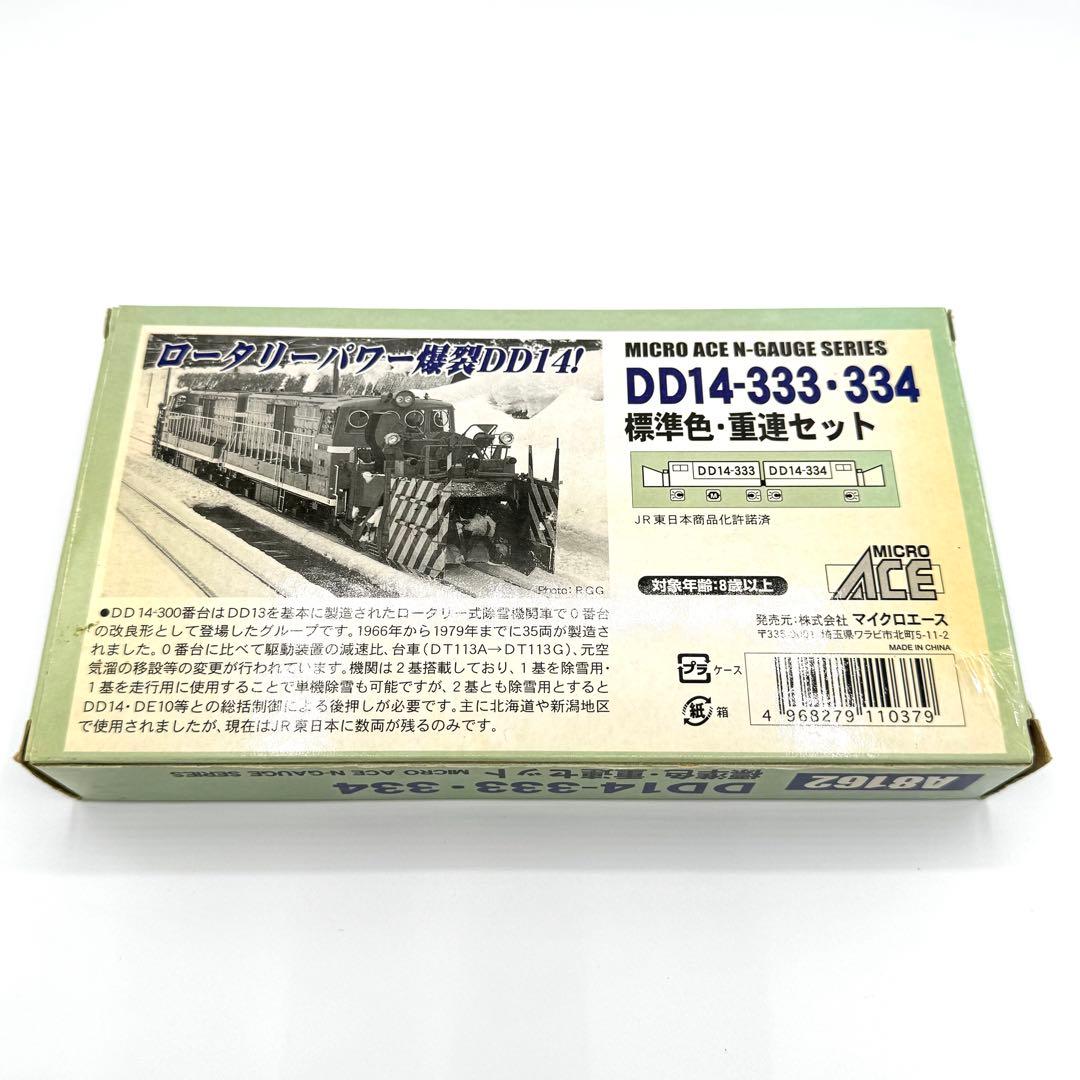 ロータリーパワー爆裂DD14!
Photo: RGG
●DD14-300番台はDD13を基本に製造されたロータリー式除雪機関車で0番台
の改良形として登場したグループです。1966年から1979年までに35両が製造さ
れました。0番台に比べて駆動装置の減速比、台車(DT113A→DT113G)、元空
気溜の移設等の変更が行われています。機関は2基搭載しており、1基を除雪用・
1基を走行用に使用することで単機除雪も可能ですが、2基とも除雪用とすると
DD14・DE10等との総括制御による後押しが必要です。主に北海道や新潟地区
で使用されましたが、現在はJR東日本に数両が残るのみです。
MICRO ACE N-GAUGE SERIES
DD14-333・334
標準色・重連セット
DD14-333 DD14-334
M
JR東日本商品化許諾済
対象年齢:8歳以上
MICRO
ACE
発売元:株式会社 マイクロエース
〒335-0001 埼玉県ワラビ市北町5-11-2
MADE IN CHINA
プラ ケース
紙 箱
4 968279 110379
A8162
DD14-333・334
標準色・重連セット MICRO ACE N-GAUGE SERIES